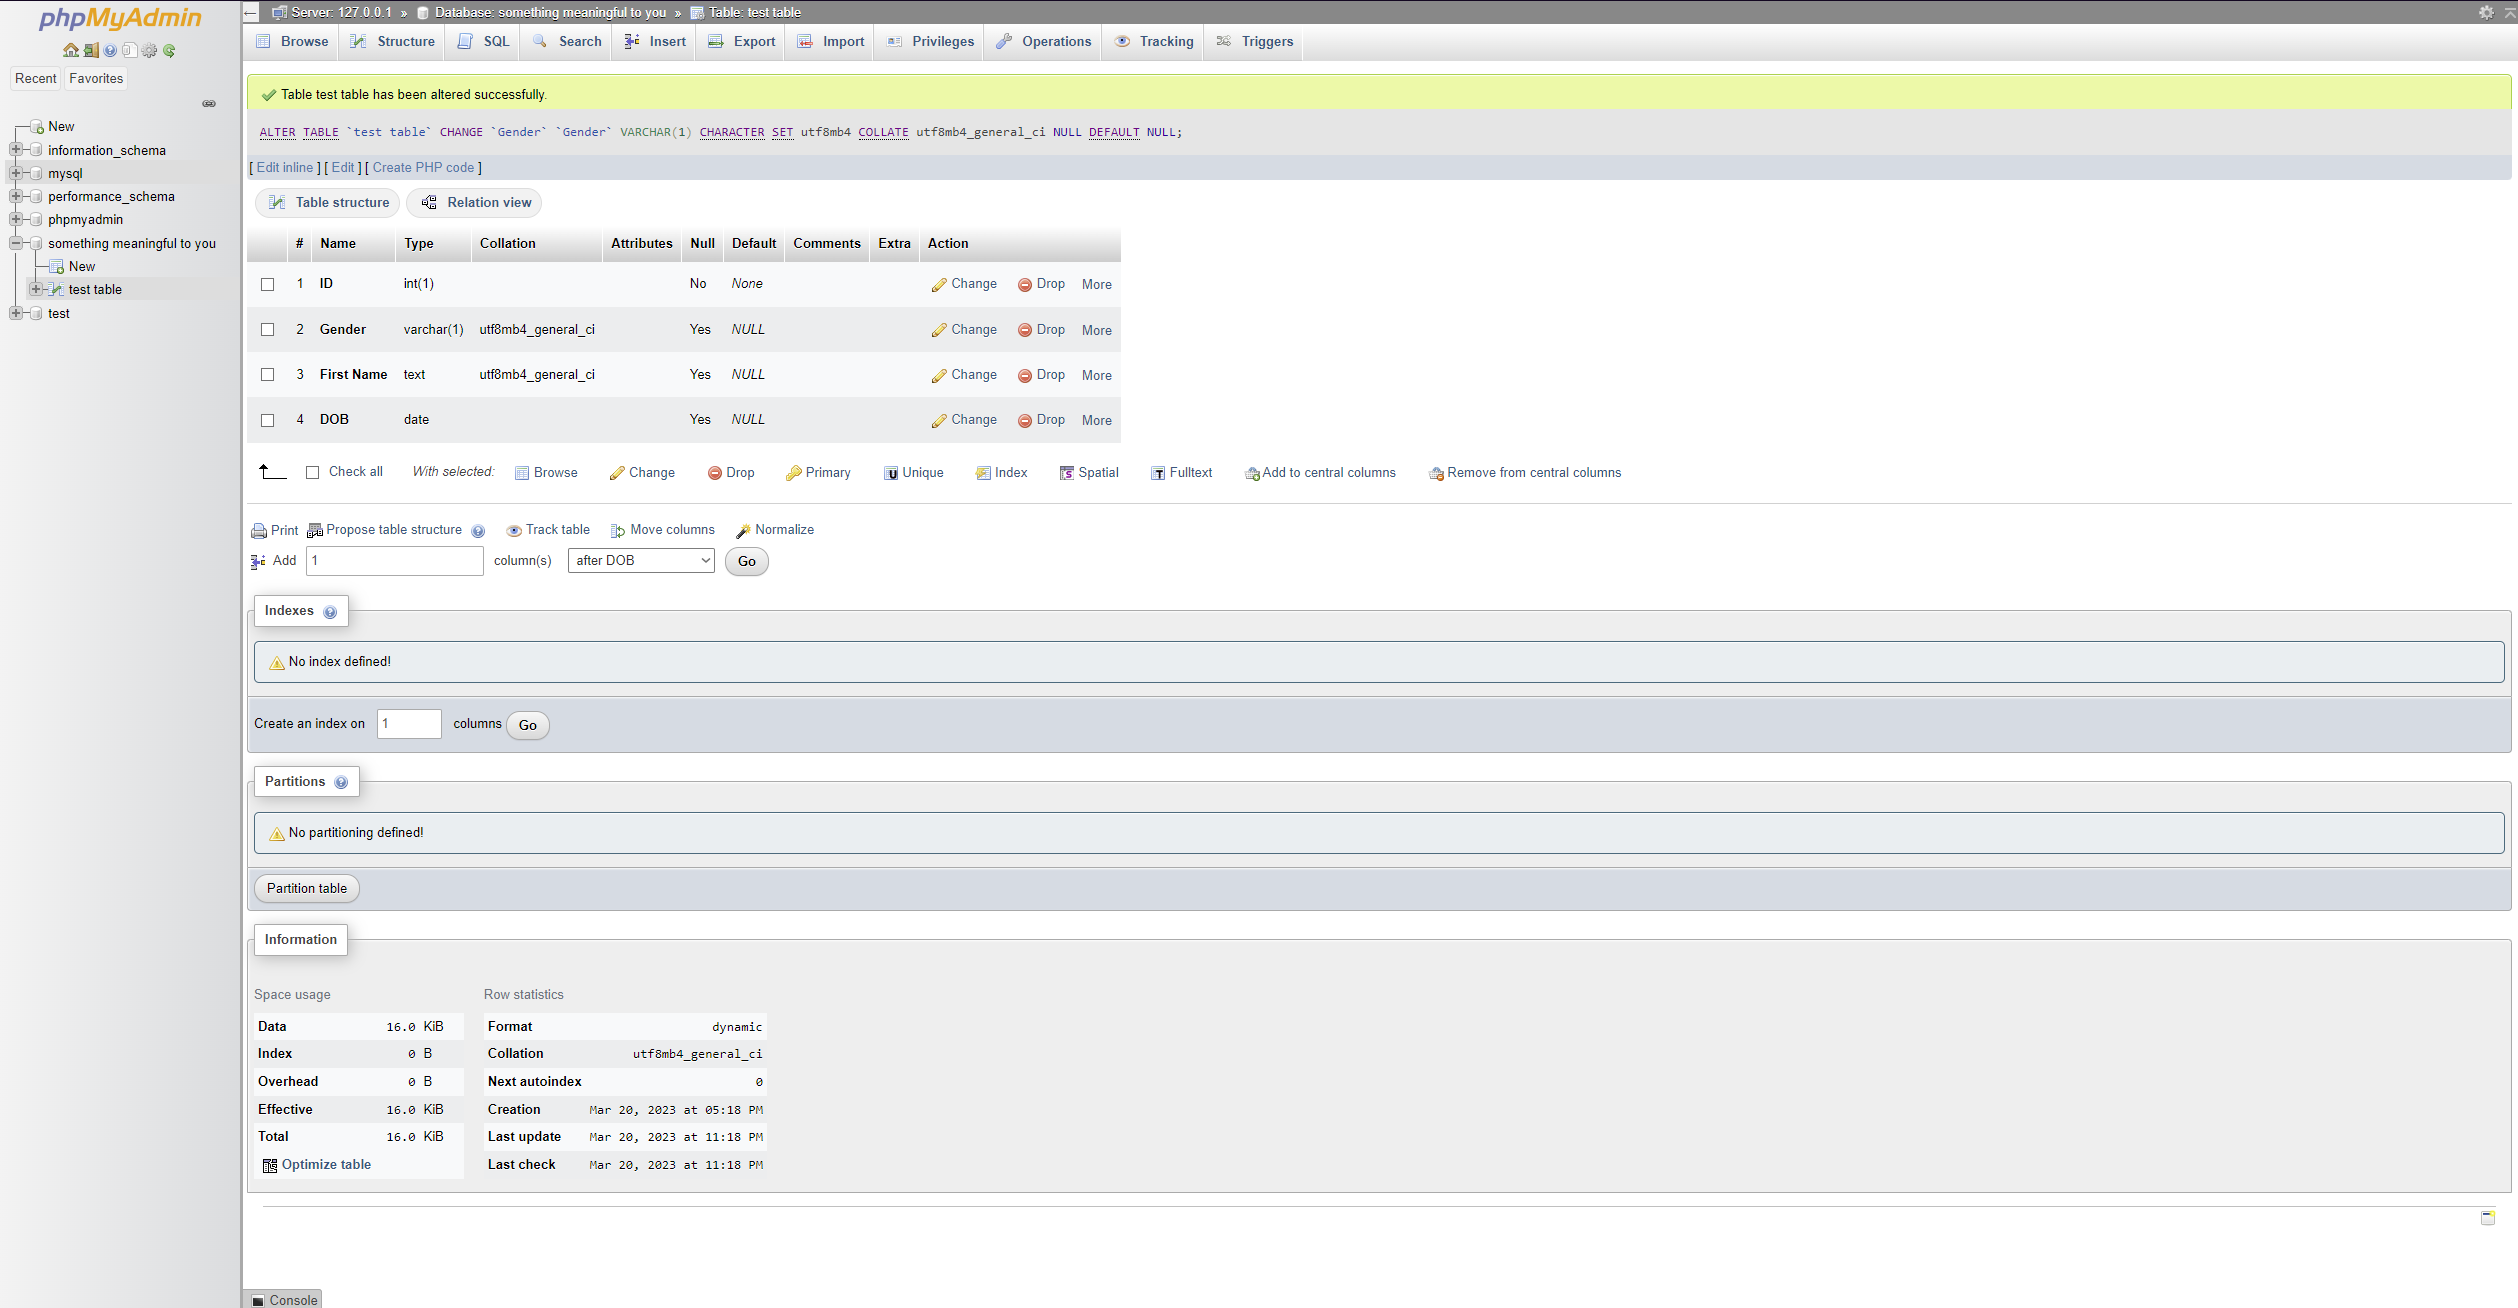 phpMyAdmin
Recent Favorites
New
information_schema
mysql
performance_schema
phpmyadmin
something meaningful to you
New
test table
test
Server: 127.0.0.1 » Database: something meaningful to you » Table: test table
Browse Structure SQL Search Insert Export Import Privileges Operations Tracking Triggers
Table test table has been altered successfully.
ALTER TABLE `test table` CHANGE `Gender` `Gender` VARCHAR(1) CHARACTER SET utf8mb4 COLLATE utf8mb4_general_ci NULL DEFAULT NULL;
[ Edit inline ] [ Edit ] [ Create PHP code ]
Table structure Relation view
# Name Type Collation Attributes Null Default Comments Extra Action
1 ID int(1) No None Change Drop More
2 Gender varchar(1) utf8mb4_general_ci Yes NULL Change Drop More
3 First Name text utf8mb4_general_ci Yes NULL Change Drop More
4 DOB date Yes NULL Change Drop More
Check all With selected: Browse Change Drop Primary Unique Index Spatial Fulltext Add to central columns Remove from central columns
Print Propose table structure Track table Move columns Normalize
Add 1 column(s) after DOB Go
Indexes
No index defined!
Create an index on 1 columns Go
Partitions
No partitioning defined!
Partition table
Information
Space usage
Data 16.0 KiB
Index 0 B
Overhead 0 B
Effective 16.0 KiB
Total 16.0 KiB
Optimize table
Row statistics
Format dynamic
Collation utf8mb4_general_ci
Next autoindex 0
Creation Mar 20, 2023 at 05:18 PM
Last update Mar 20, 2023 at 11:18 PM
Last check Mar 20, 2023 at 11:18 PM
Console